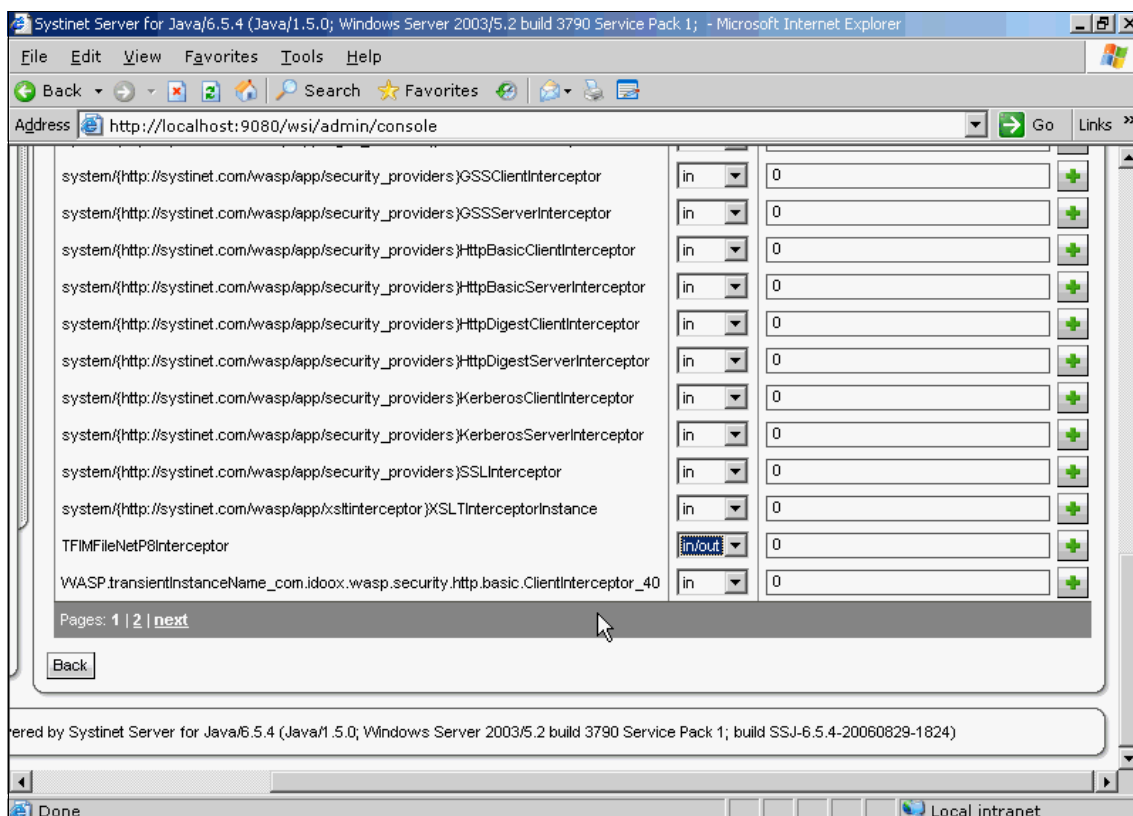 Systinet Server for Java/6.5.4 (Java/1.5.0; Windows Server 2003/5.2 build 3790 Service Pack 1; - Microsoft Internet Explorer
File Edit View Favorites Tools Help
Back Search Favorites
Address http://localhost:9080/wsi/admin/console Go Links »
system/{http://systinet.com/wasp/app/security_providers}GSSClientInterceptor in 0
system/{http://systinet.com/wasp/app/security_providers}GSSServerInterceptor in 0
system/{http://systinet.com/wasp/app/security_providers}HttpBasicClientInterceptor in 0
system/{http://systinet.com/wasp/app/security_providers}HttpBasicServerInterceptor in 0
system/{http://systinet.com/wasp/app/security_providers}HttpDigestClientInterceptor in 0
system/{http://systinet.com/wasp/app/security_providers}HttpDigestServerInterceptor in 0
system/{http://systinet.com/wasp/app/security_providers}KerberosClientInterceptor in 0
system/{http://systinet.com/wasp/app/security_providers}KerberosServerInterceptor in 0
system/{http://systinet.com/wasp/app/security_providers}SSLInterceptor in 0
system/{http://systinet.com/wasp/app/xsltinterceptor}XSLTInterceptorInstance in 0
TFIMFileNetP8Interceptor in/out 0
WASP.transientInstanceName_com.idoox.wasp.security.http.basic.ClientInterceptor_40 in 0
Pages: 1 | 2 | next
Back
ered by Systinet Server for Java/6.5.4 (Java/1.5.0; Windows Server 2003/5.2 build 3790 Service Pack 1; build SSJ-6.5.4-20060829-1824)
Done Local intranet